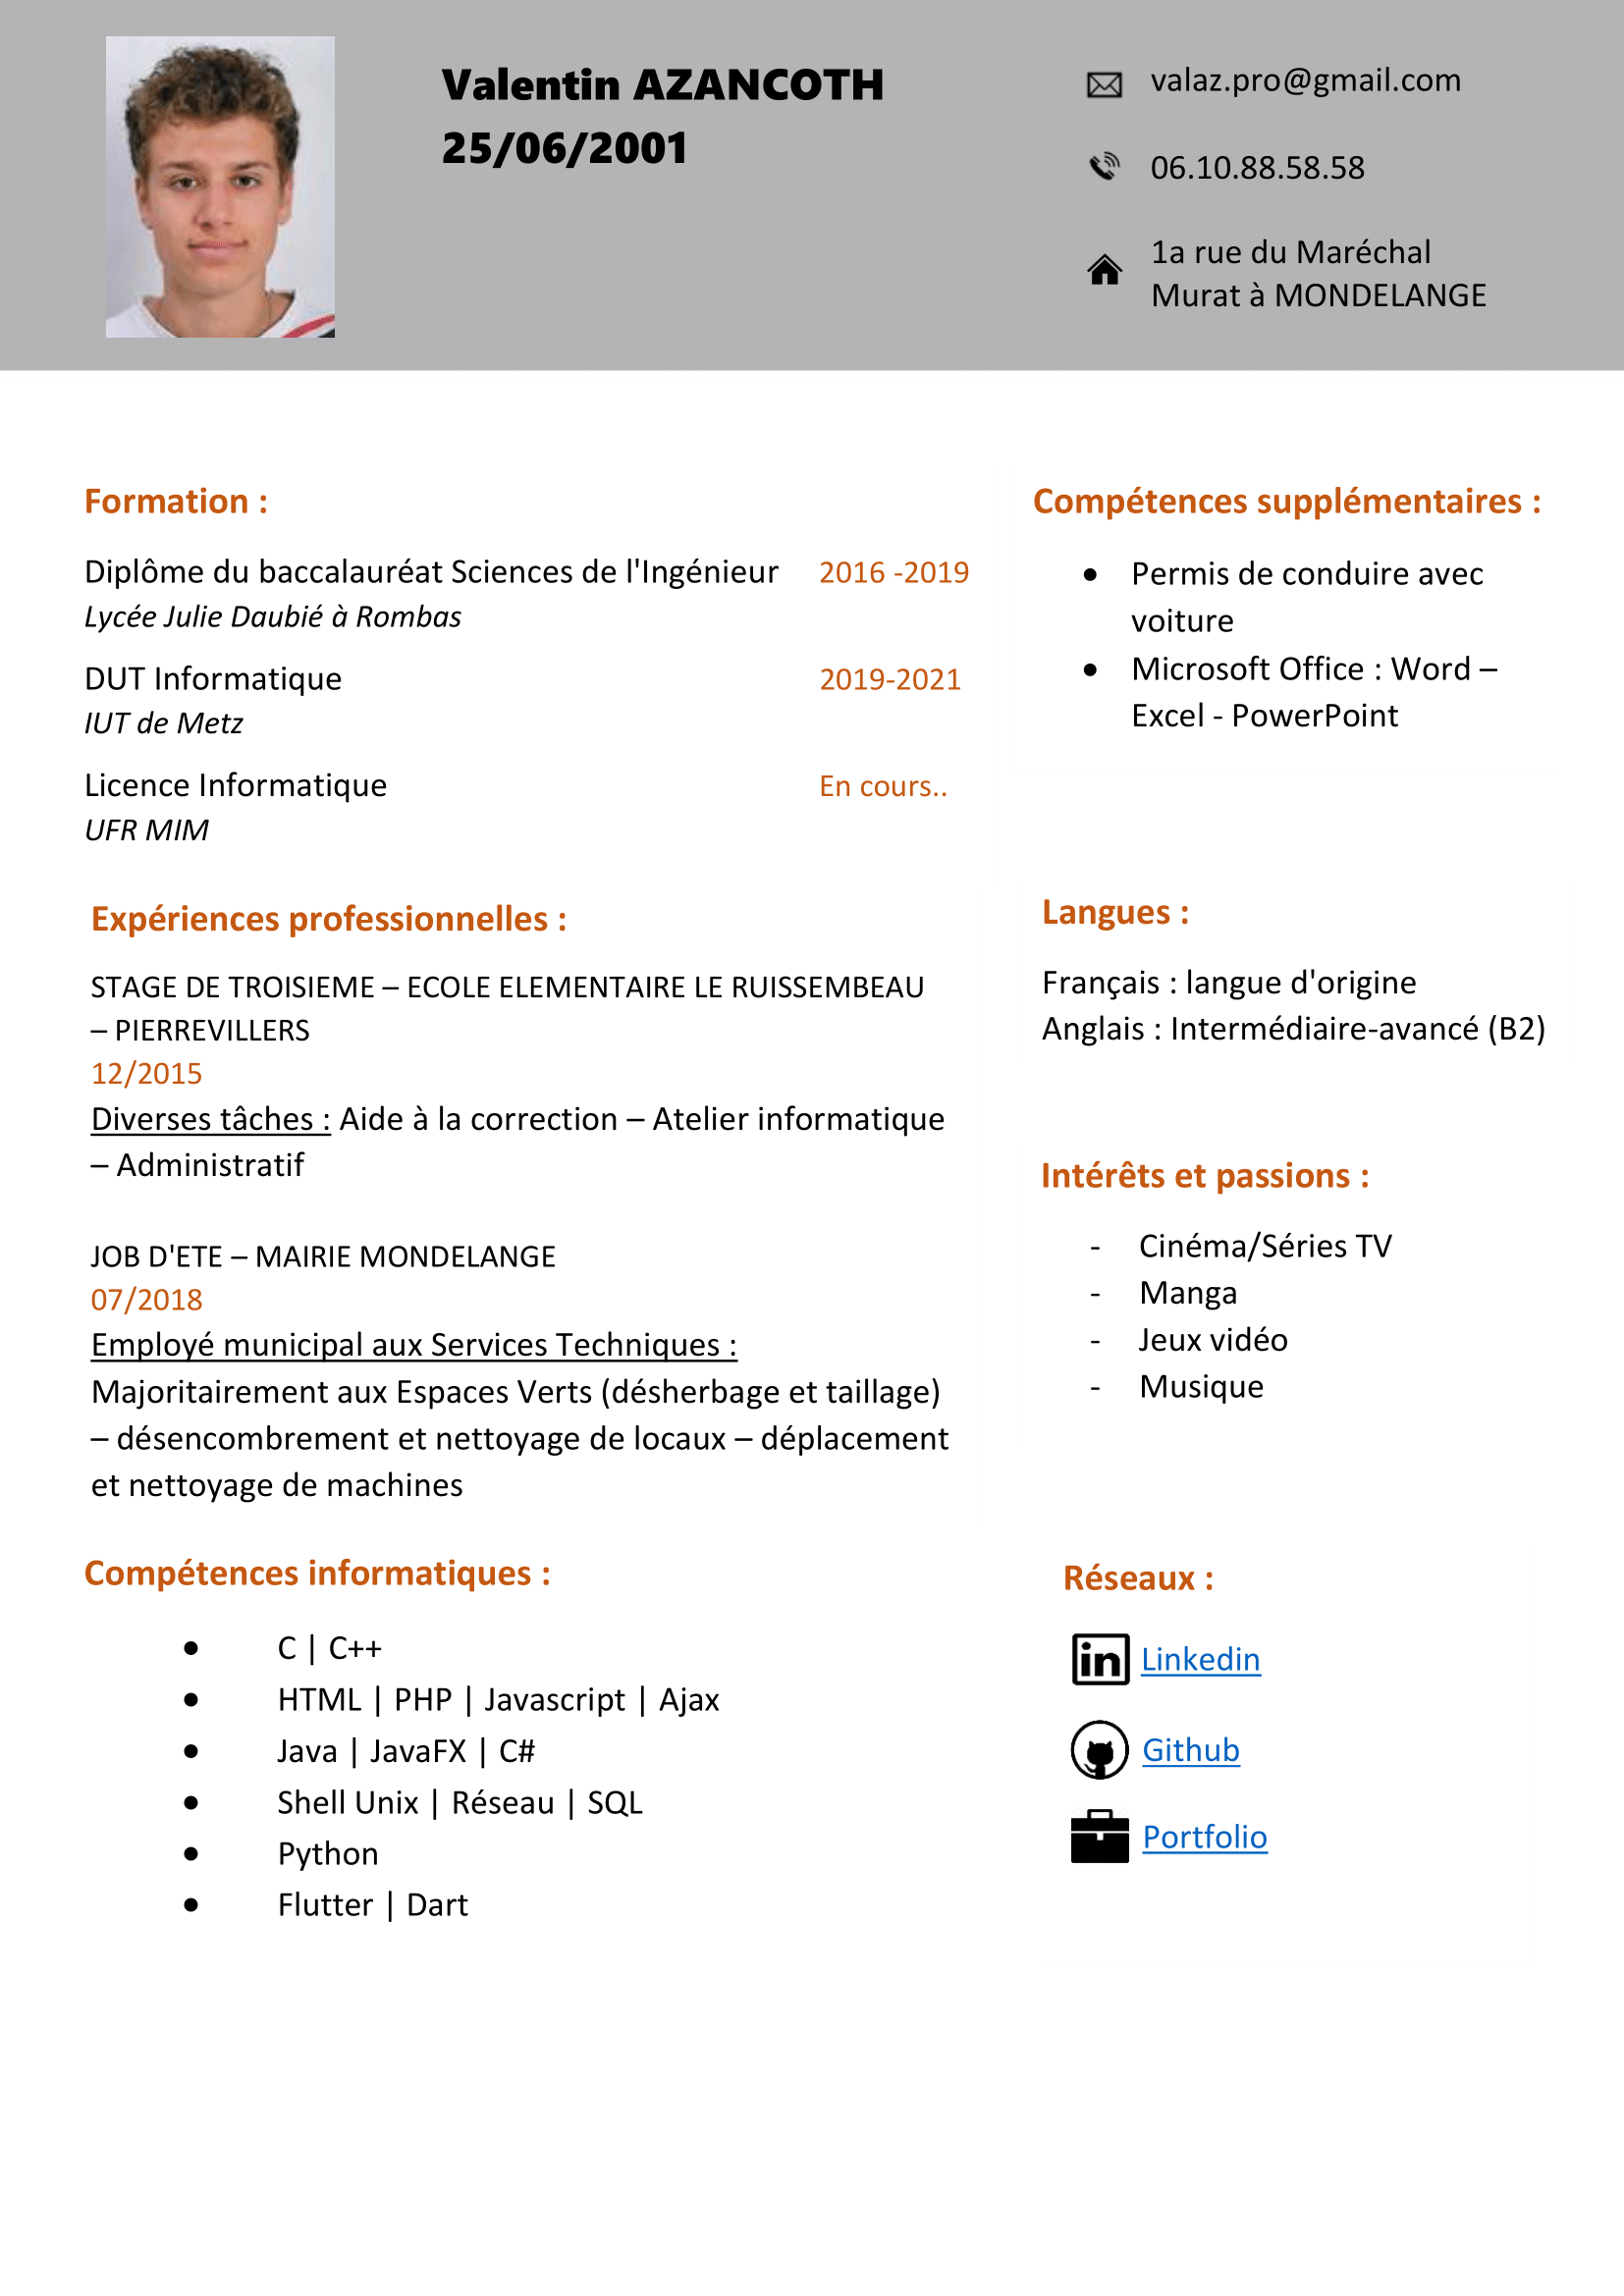 Valentin AZANCOTH
25/06/2001
valaz.pro@gmail.com
06.10.88.58.58
1a rue du Maréchal
Murat à MONDELANGE
Formation :
Diplôme du baccalauréat Sciences de l'Ingénieur 2016 -2019
Lycée Julie Daubié à Rombas
DUT Informatique 2019-2021
IUT de Metz
Licence Informatique En cours..
UFR MIM
Expériences professionnelles :
STAGE DE TROISIEME – ECOLE ELEMENTAIRE LE RUISSEMBEAU
– PIERREVILLERS
12/2015
Diverses tâches : Aide à la correction – Atelier informatique
– Administratif
JOB D'ETE – MAIRIE MONDELANGE
07/2018
Employé municipal aux Services Techniques :
Majoritairement aux Espaces Verts (désherbage et taillage)
– désencombrement et nettoyage de locaux – déplacement
et nettoyage de machines
Compétences informatiques :
• C | C++
• HTML | PHP | Javascript | Ajax
• Java | JavaFX | C#
• Shell Unix | Réseau | SQL
• Python
• Flutter | Dart
Compétences supplémentaires :
• Permis de conduire avec
voiture
• Microsoft Office : Word –
Excel - PowerPoint
Langues :
Français : langue d'origine
Anglais : Intermédiaire-avancé (B2)
Intérêts et passions :
- Cinéma/Séries TV
- Manga
- Jeux vidéo
- Musique
Réseaux :
in Linkedin
Github
Portfolio